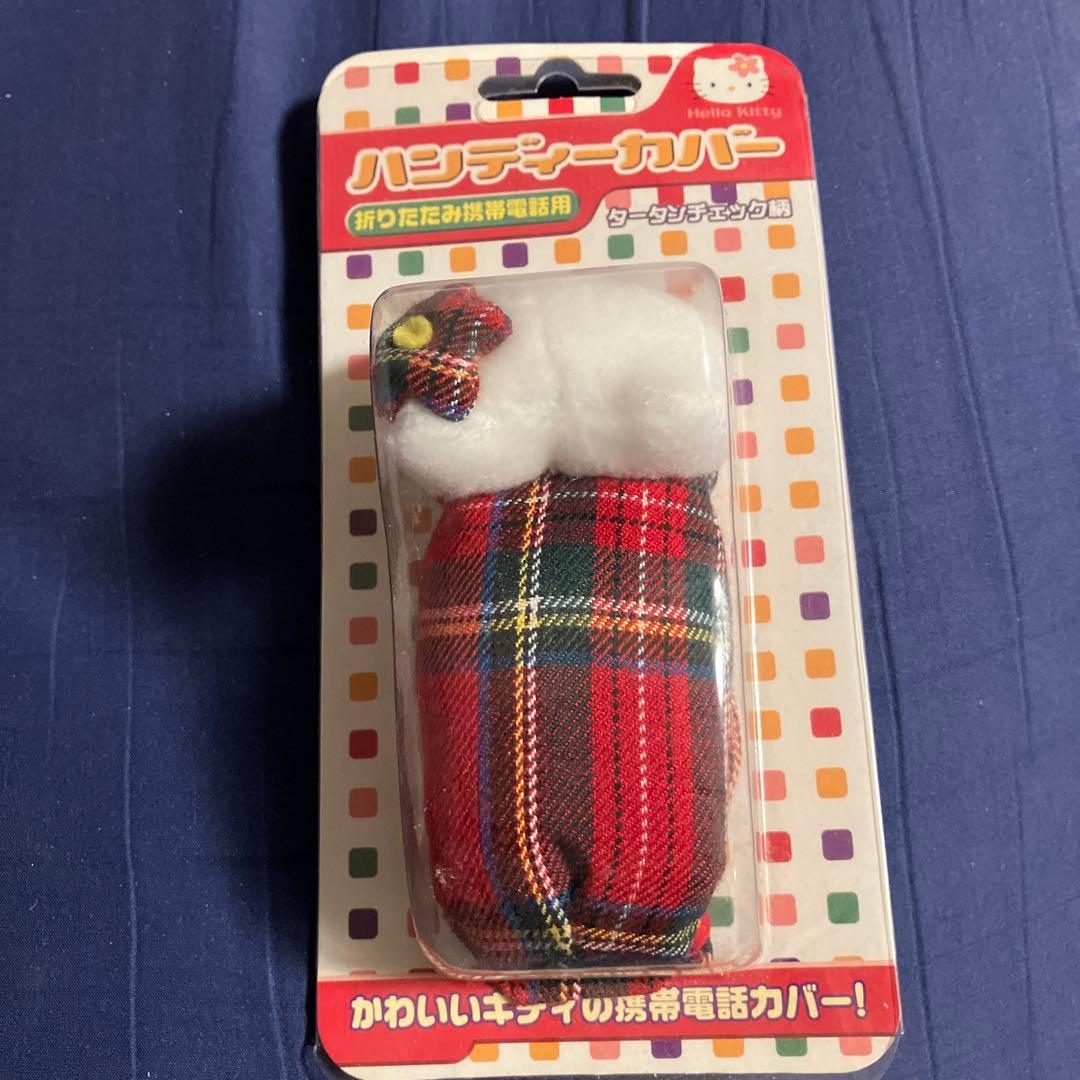 Hello Kitty
ハンディーカバー
折りたたみ携帯電話用
タータンチェック柄
かわいいキティの携帯電話カバー!